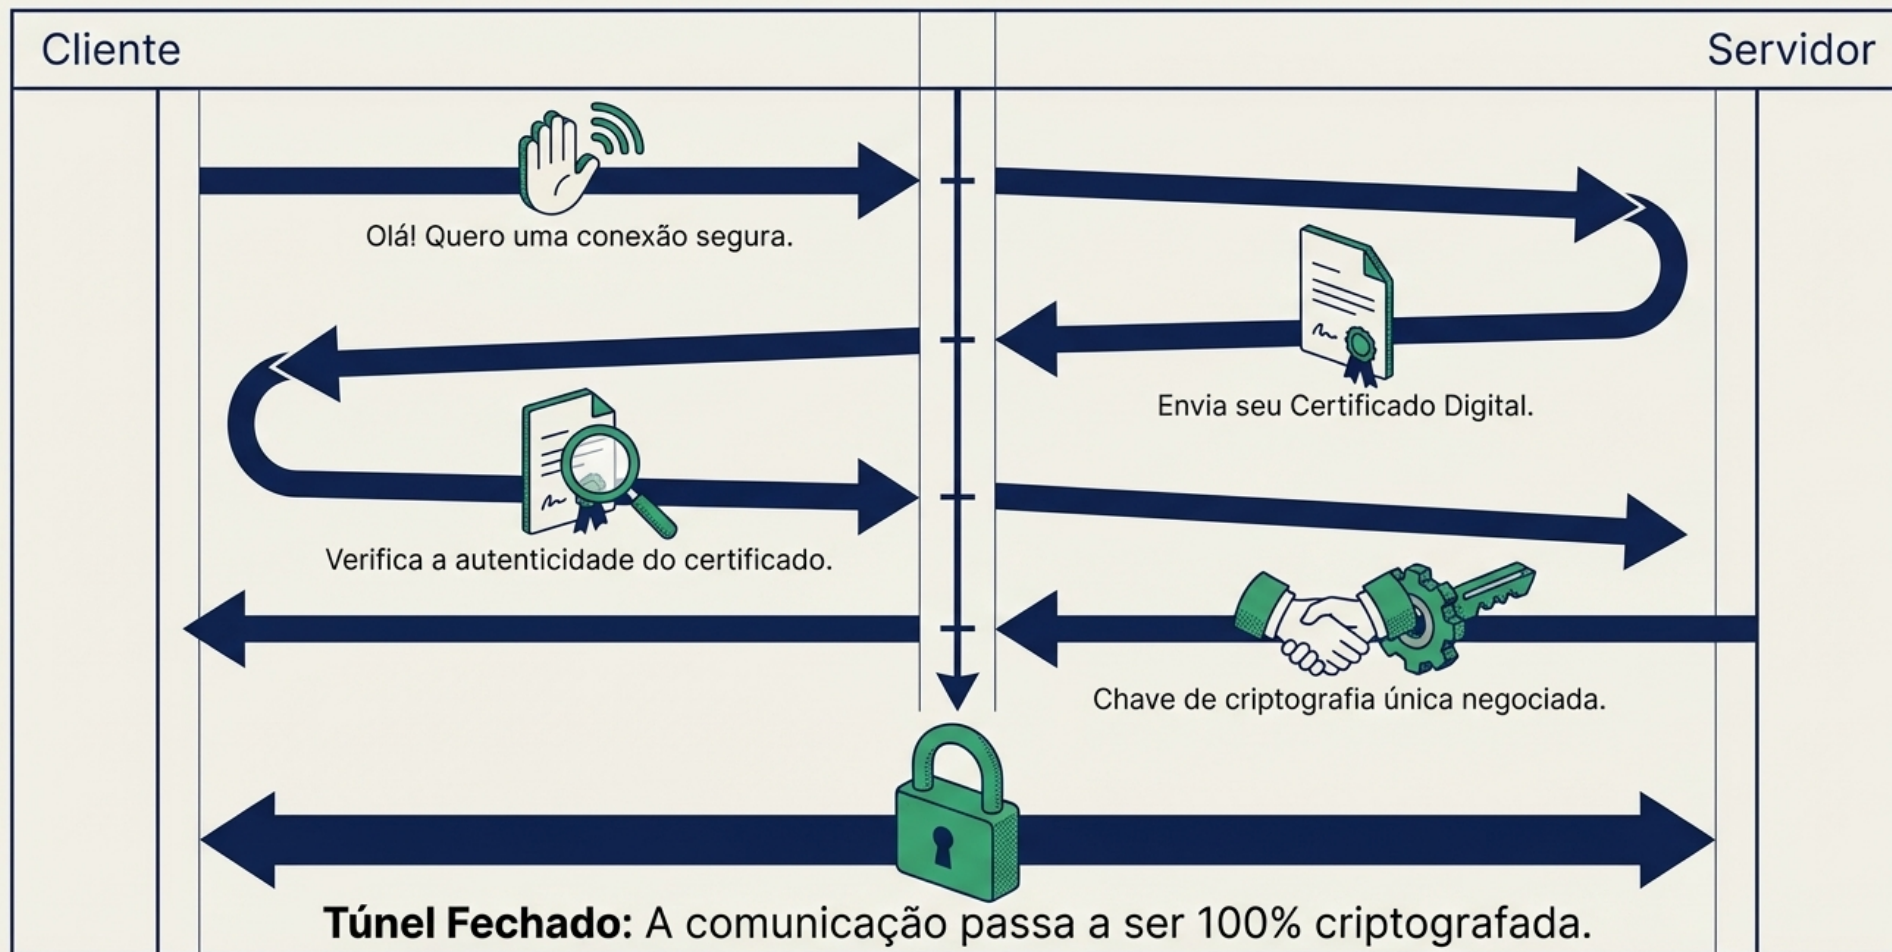 Cliente
Servidor
Olá! Quero uma conexão segura.
Envia seu Certificado Digital.
Verifica a autenticidade do certificado.
Chave de criptografia única negociada.
Túnel Fechado: A comunicação passa a ser 100% criptografada.